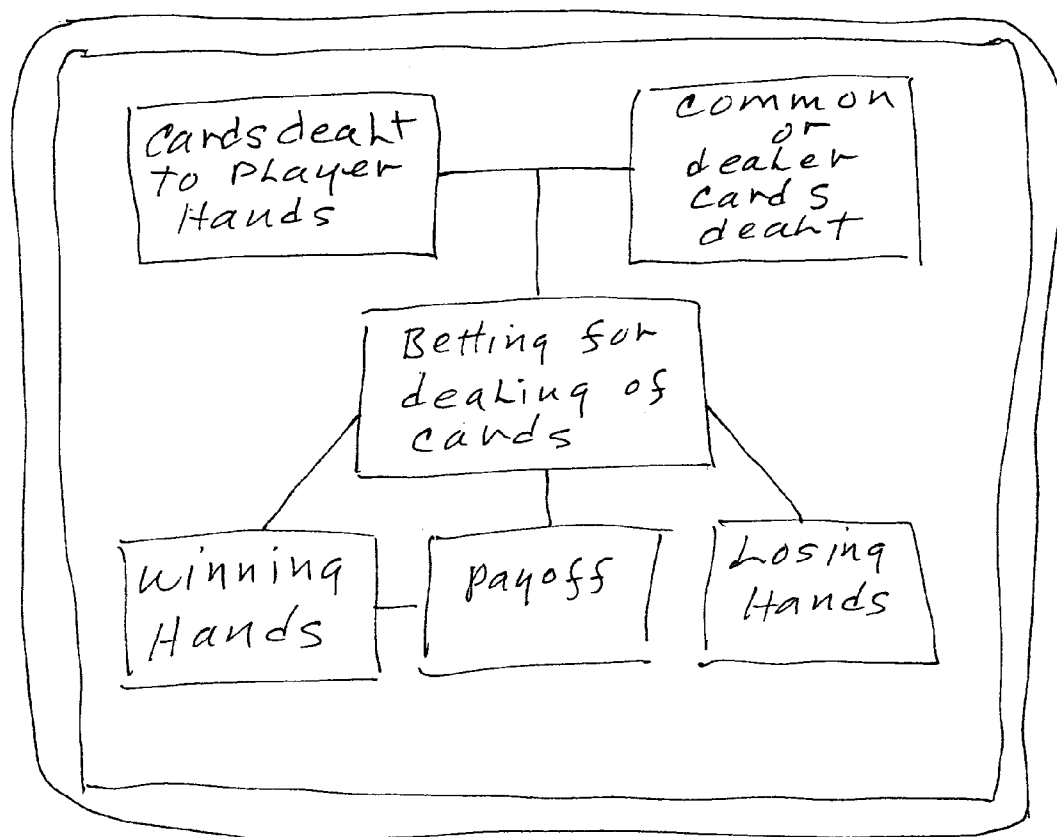 Cards dealt
to Player
Hands
common
or
dealer
cards
dealt
Betting for
dealing of
cards
Winning
Hands
payoff
Losing
Hands